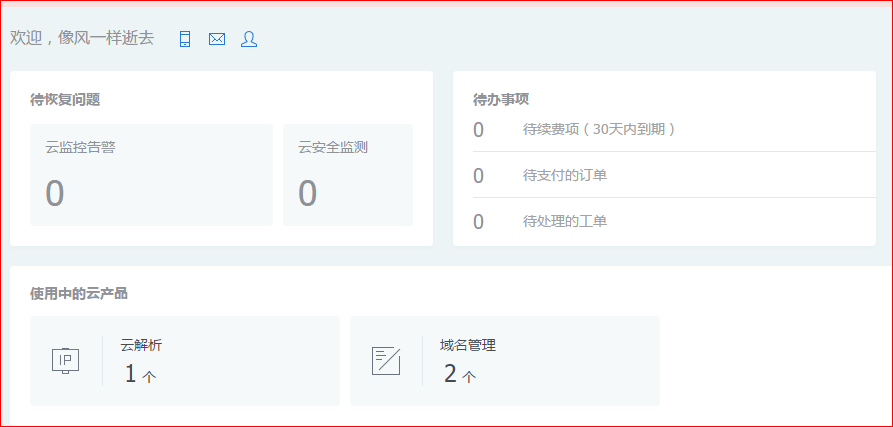 欢迎，像风一样逝去
待恢复问题
云监控告警
0
云安全监测
0
待办事项
0 待续费项（30天内到期）
0 待支付的订单
0 待处理的工单
使用中的云产品
IP
云解析
1 个
域名管理
2 个